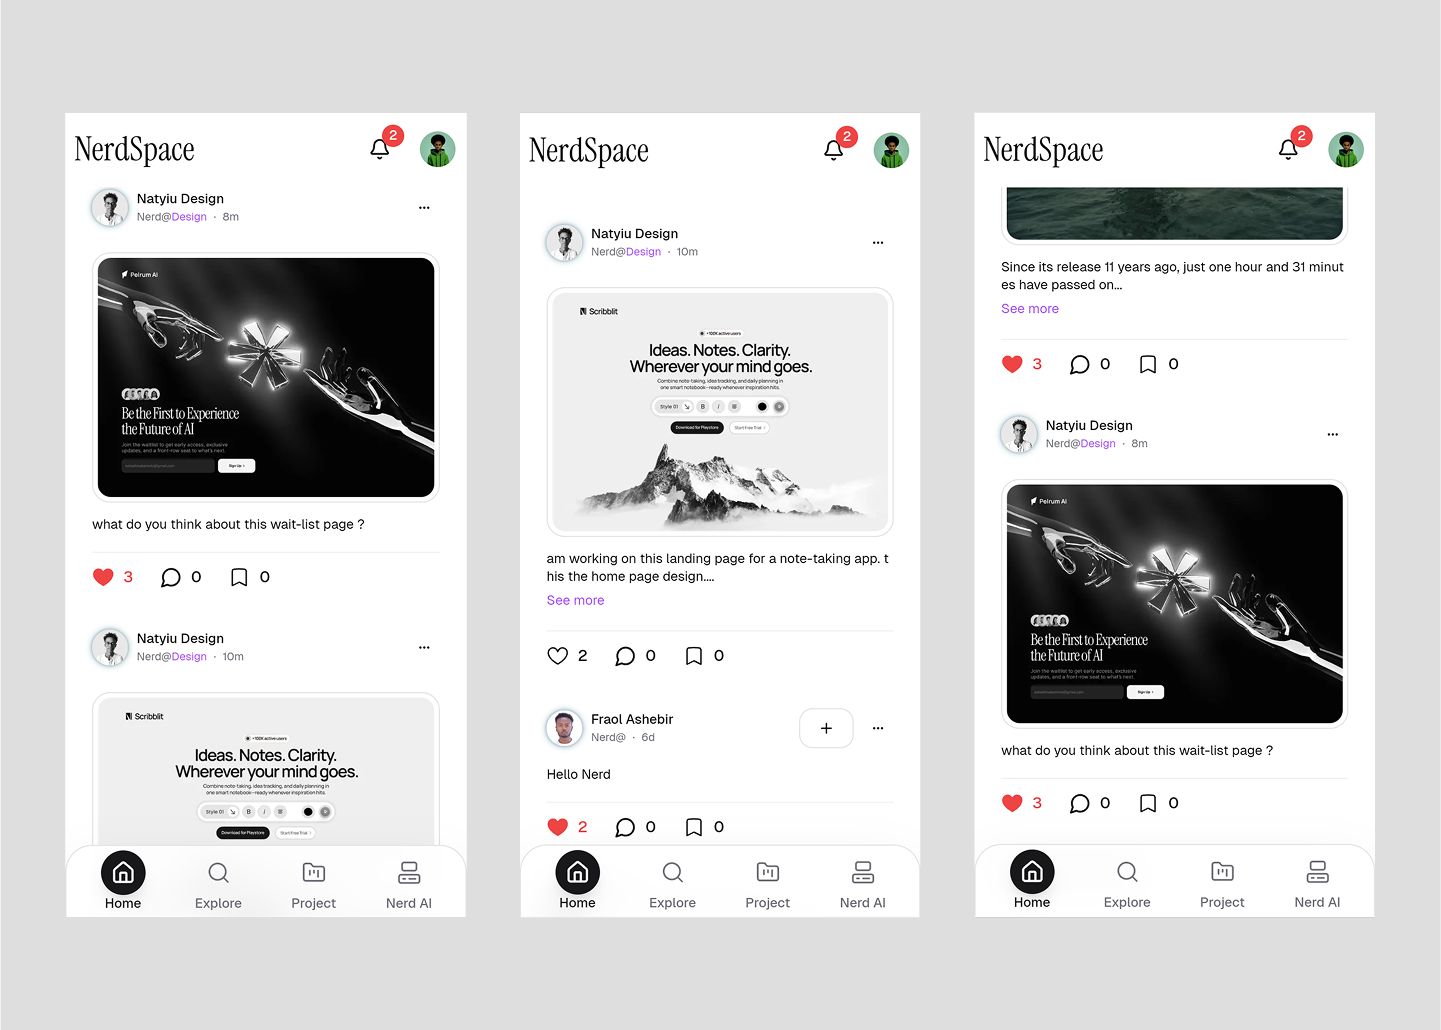 NerdSpace
2
Natyiu Design
Nerd@Design · 8m
Pelrum AI
Be the First to Experience
the Future of AI
Join the waitlist to get early access, exclusive
updates, and a front-row seat to what's next.
Sign Up
what do you think about this wait-list page ?
3 0 0
Natyiu Design
Nerd@Design · 10m
Scribblit
+100K active users
Ideas. Notes. Clarity.
Wherever your mind goes.
Combine note-taking, idea tracking, and daily planning in
one smart notebook—ready whenever inspiration hits.
Style 01 B I
Download for Playstore Start Free Trial
Home Explore Project Nerd AI
NerdSpace
2
Natyiu Design
Nerd@Design · 10m
Scribblit
+100K active users
Ideas. Notes. Clarity.
Wherever your mind goes.
Combine note-taking, idea tracking, and daily planning in
one smart notebook—ready whenever inspiration hits.
Style 01 B I
Download for Playstore Start Free Trial
am working on this landing page for a note-taking app. t
his the home page design....
See more
2 0 0
Fraol Ashebir
Nerd@ · 6d
Hello Nerd
2 0 0
Home Explore Project Nerd AI
NerdSpace
2
Since its release 11 years ago, just one hour and 31 minut
es have passed on...
See more
3 0 0
Natyiu Design
Nerd@Design · 8m
Pelrum AI
Be the First to Experience
the Future of AI
Join the waitlist to get early access, exclusive
updates, and a front-row seat to what's next.
Sign Up
what do you think about this wait-list page ?
3 0 0
Home Explore Project Nerd AI